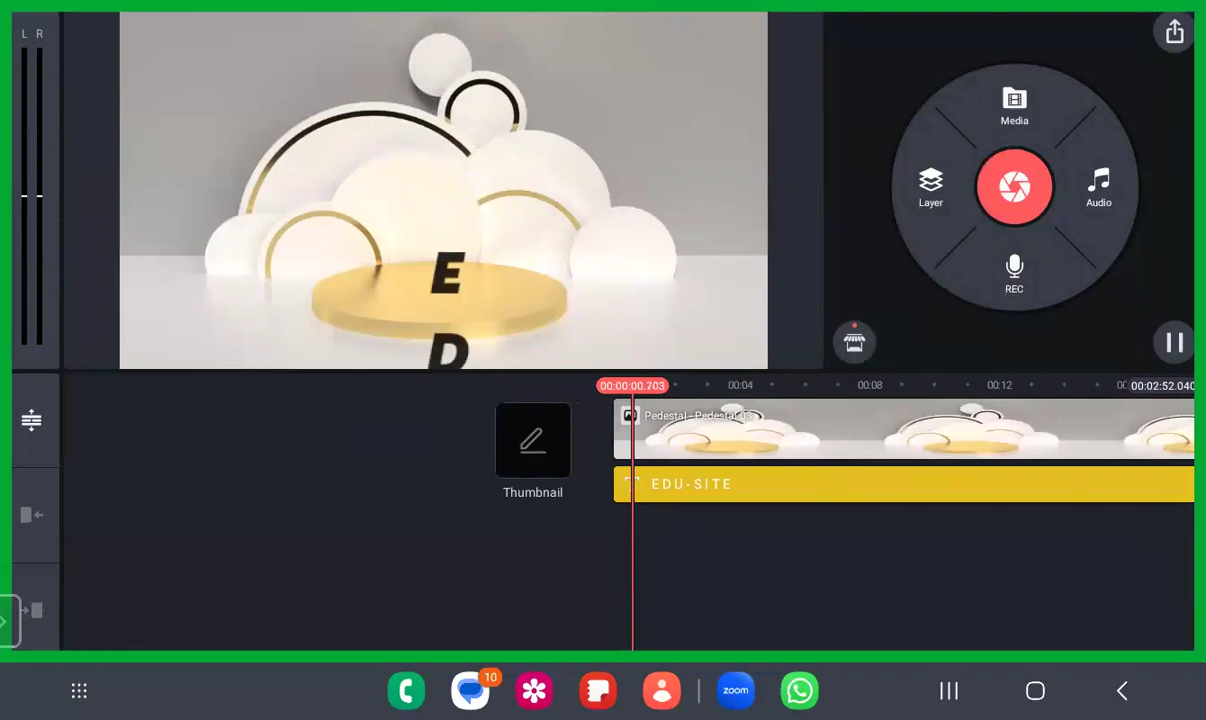 L R
Media
Layer
Audio
REC
E
D
00:00:00.703
00:04
00:08
00:12
00:02:52.040
Pedestal - Pedestal 03
EDU-SITE
Thumbnail
10
zoom